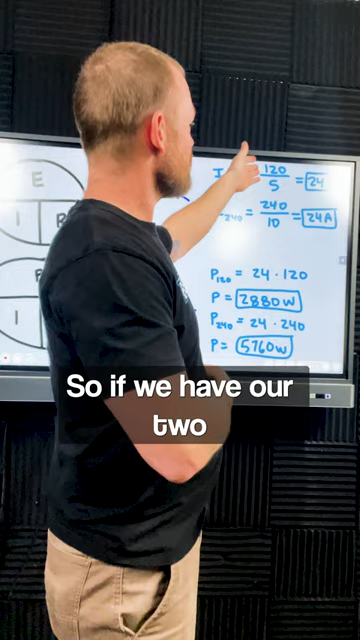 E
I R
P
I
I 120/5 = 24
240 = 240/10 = 24A
P120 = 24 · 120
P = 2880W
P240 = 24 · 240
P = 5760W
So if we have our
two